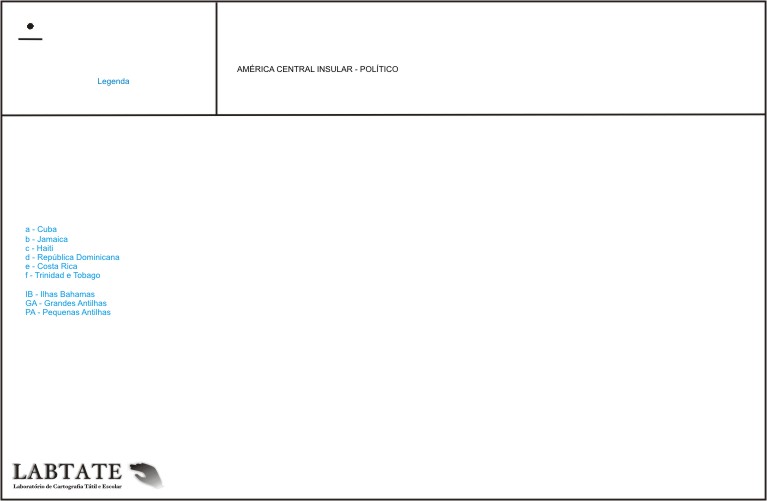 Legenda
AMÉRICA CENTRAL INSULAR - POLÍTICO
a - Cuba
b - Jamaica
c - Haiti
d - República Dominicana
e - Costa Rica
f - Trinidad e Tobago
IB - Ilhas Bahamas
GA - Grandes Antilhas
PA - Pequenas Antilhas
LABTATE
Laboratório de Cartografia Tátil e Escolar